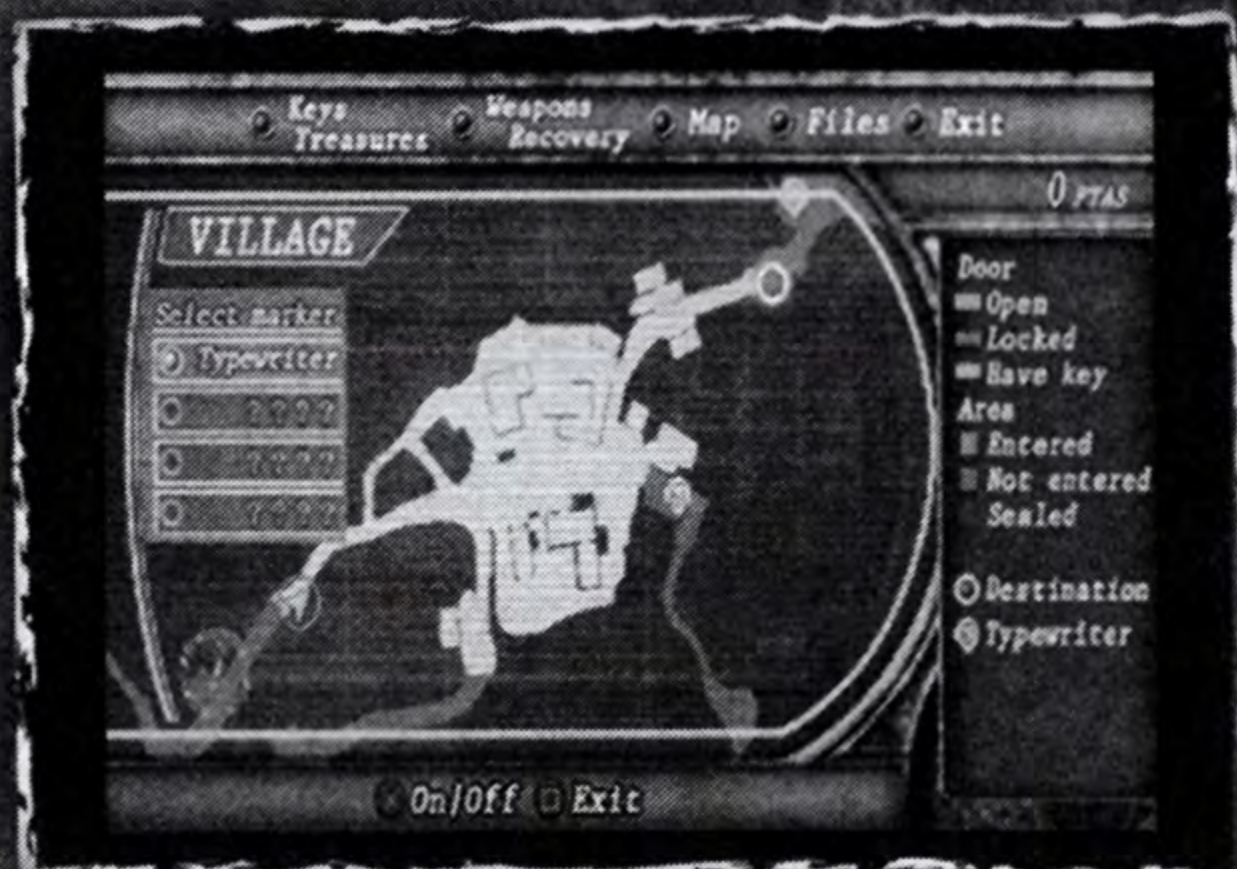 Keys
Treasures
Weapons
Recovery
Map
Files
Exit
0 PTAS
VILLAGE
Select marker
Typewriter
? ? ? ?
? ? ? ?
? ? ? ?
Door
Open
Locked
Have key
Area
Entered
Not entered
Sealed
Destination
Typewriter
On/Off
Exit